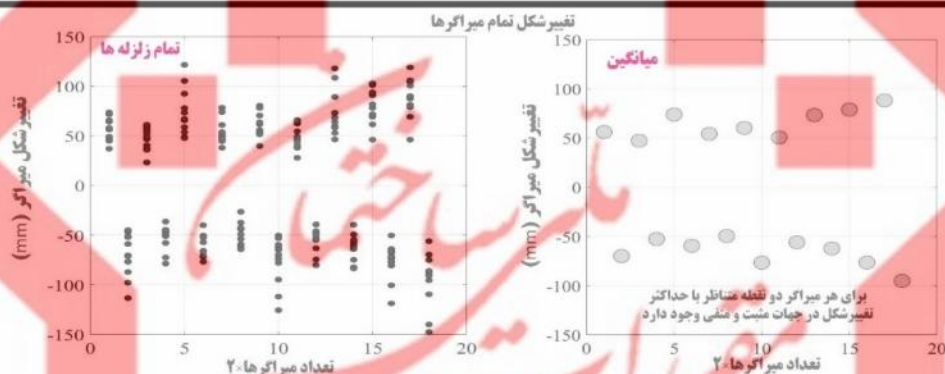 تغییرشکل تمام میراگرها
تمام زلزله ها
تغییرشکل میراگر (mm)
150
100
50
0
-50
-100
-150
0
5
10
15
20
تعداد میراگرها×2
میانگین
تغییرشکل میراگر (mm)
150
100
50
0
-50
-100
-150
برای هر میراگر دو نقطه متناظر با حداکثر
تغییرشکل در جهات مثبت و منفی وجود دارد
0
5
10
15
20
تعداد میراگرها×2